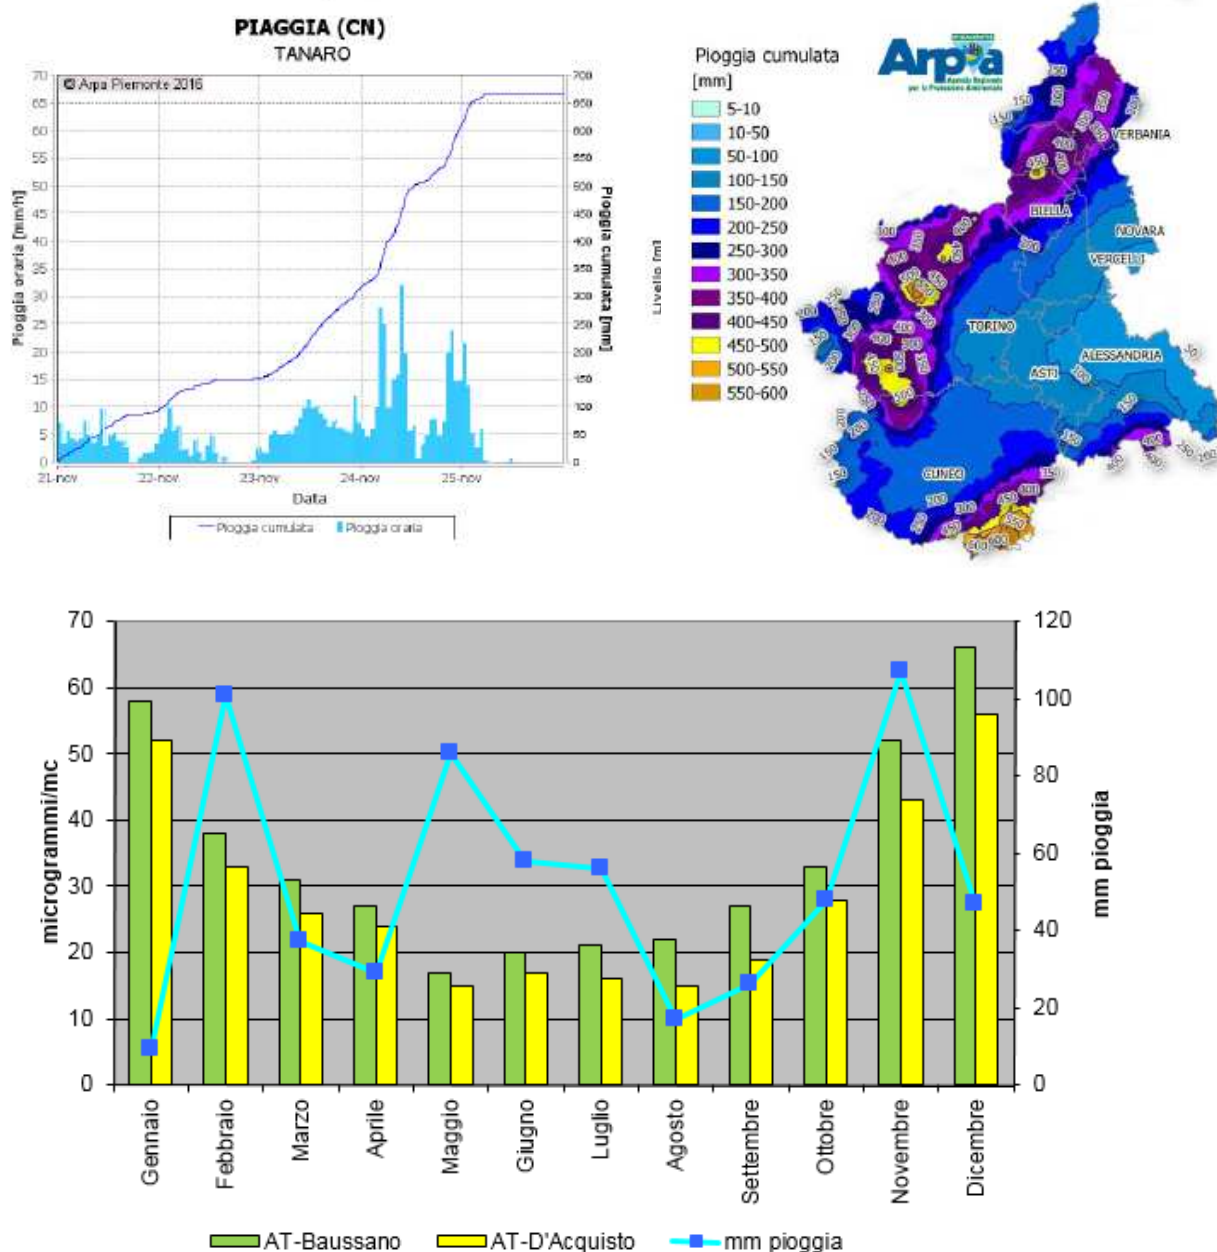 PIAGGIA (CN)
TANARO
© Arpa Piemonte 2016
Pioggia oraria [mm/h]
70
65
60
55
50
45
40
35
30
25
20
15
10
5
0
700
650
600
550
500
450
400
350
300
250
200
150
100
50
0
Pioggia cumulata [mm]
21-nov
22-nov
23-nov
24-nov
25-nov
Data
Pioggia cumulata
Pioggia oraria
Livello [m]
Pioggia cumulata
[mm]
5-10
10-50
50-100
100-150
150-200
200-250
250-300
300-350
350-400
400-450
450-500
500-550
550-600
Arpa
VERBANIA
BIELLA
NOVARA
VERCELLI
TORINO
ALESSANDRIA
ASTI
CUNEO
microgrammi/mc
70
60
50
40
30
20
10
0
120
100
80
60
40
20
0
mm pioggia
Gennaio
Febbraio
Marzo
Aprile
Maggio
Giugno
Luglio
Agosto
Settembre
Ottobre
Novembre
Dicembre
AT-Baussano
AT-D'Acquisto
mm pioggia